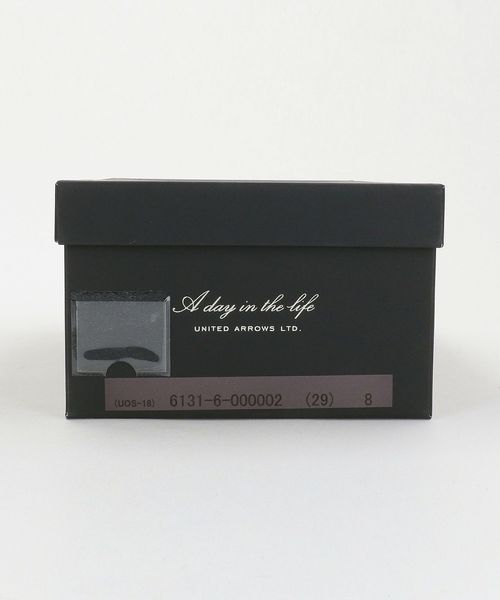 A day in the life
UNITED ARROWS LTD.
(UOS-18) 6131-6-000002 (29) 8